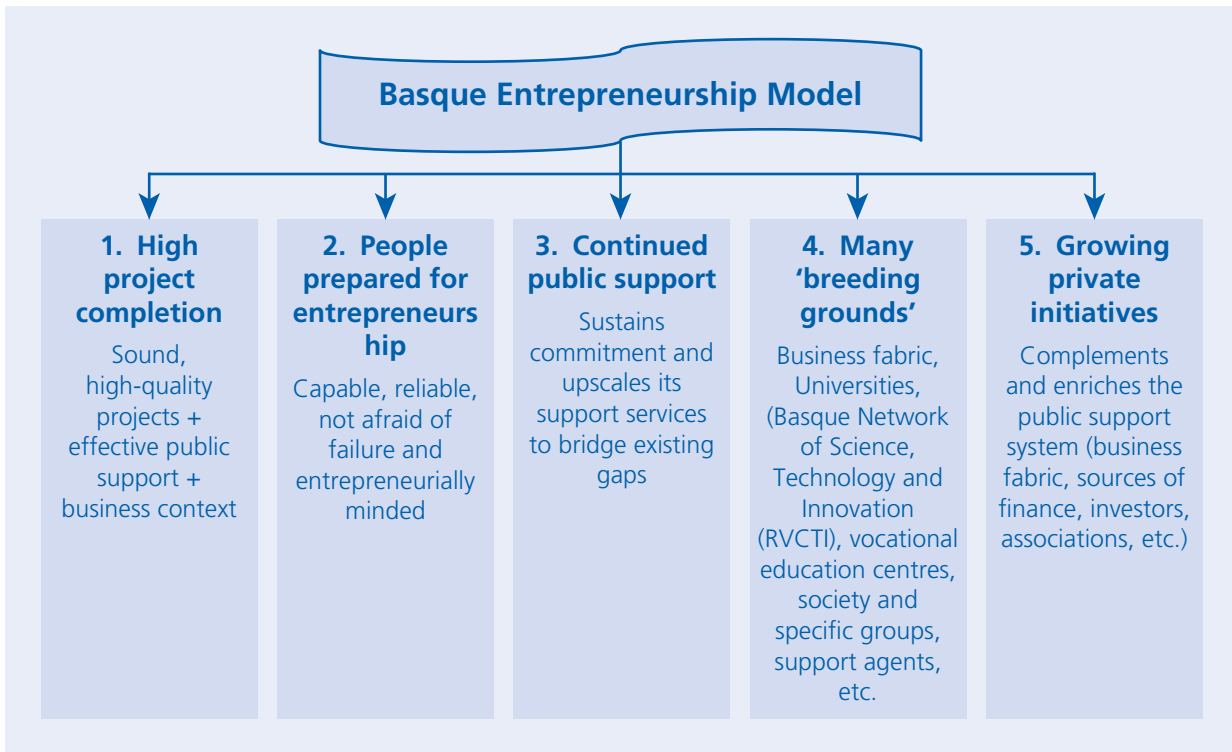 Basque Entrepreneurship Model
1. High
project
completion
Sound,
high-quality
projects +
effective public
support +
business context
2. People
prepared for
entrepreneurs
hip
Capable, reliable,
not afraid of
failure and
entrepreneurially
minded
3. Continued
public support
Sustains
commitment and
upscales its
support services
to bridge existing
gaps
4. Many
‘breeding
grounds’
Business fabric,
Universities,
(Basque Network
of Science,
Technology and
Innovation
(RVCTI), vocational
education centres,
society and
specific groups,
support agents,
etc.
5. Growing
private
initiatives
Complements
and enriches the
public support
system (business
fabric, sources of
finance, investors,
associations, etc.)